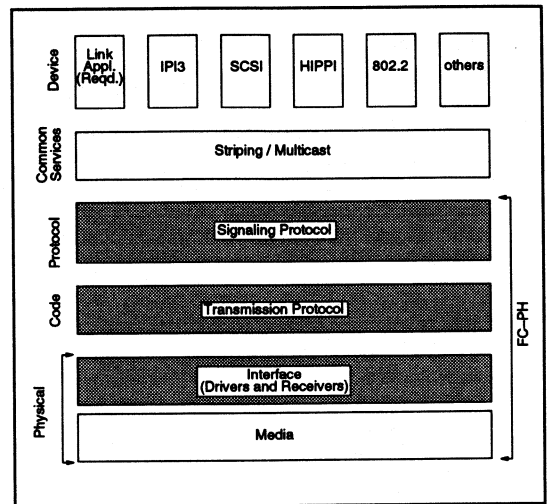 Device
Link
Appl.
(Reqd.)
IPI3
SCSI
HIPPI
802.2
others
Common
Services
Striping / Multicast
Protocol
Signaling Protocol
Code
Transmission Protocol
Physical
Interface
(Drivers and Receivers)
Media
FC-PH